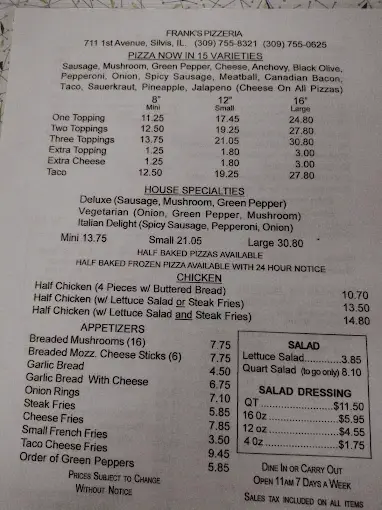 FRANK'S PIZZERIA
711 1st Avenue, Silvis, IL (309) 755-8321 (309) 755-0625
PIZZA NOW IN 15 VARIETIES
Sausage, Mushroom, Green Pepper, Cheese, Anchovy, Black Olive,
Pepperoni, Onion, Spicy Sausage, Meatball, Canadian Bacon,
Taco, Sauerkraut, Pineapple, Jalapeno (Cheese On All Pizzas)
8" 12" 16"
Mini Small Large
One Topping 11.25 17.45 24.80
Two Toppings 12.50 19.25 27.80
Three Toppings 13.75 21.05 30.80
Extra Topping 1.25 1.80 3.00
Extra Cheese 1.25 1.80 3.00
Taco 12.50 19.25 27.80
HOUSE SPECIALTIES
Deluxe (Sausage, Mushroom, Green Pepper)
Vegetarian (Onion, Green Pepper, Mushroom)
Italian Delight (Spicy Sausage, Pepperoni, Onion)
Mini 13.75 Small 21.05 Large 30.80
HALF BAKED PIZZAS AVAILABLE
HALF BAKED FROZEN PIZZA AVAILABLE WITH 24 HOUR NOTICE
CHICKEN
Half Chicken (4 Pieces w/ Buttered Bread) 10.70
Half Chicken (w/ Lettuce Salad or Steak Fries) 13.50
Half Chicken (w/ Lettuce Salad and Steak Fries) 14.80
APPETIZERS
Breaded Mushrooms (16) 7.75
Breaded Mozz. Cheese Sticks (6) 7.75
Garlic Bread 4.50
Garlic Bread With Cheese 6.75
Onion Rings 7.10
Steak Fries 5.85
Cheese Fries 7.85
Small French Fries 3.50
Taco Cheese Fries 9.45
Order of Green Peppers 5.85
PRICES SUBJECT TO CHANGE
WITHOUT NOTICE
SALAD
Lettuce Salad............3.85
Quart Salad (to go only) 8.10
SALAD DRESSING
QT ......................$11.50
16 Oz ...................$5.95
12 oz ...................$4.55
4 0z.....................$1.75
DINE IN OR CARRY OUT
OPEN 11AM 7 DAYS A WEEK
SALES TAX INCLUDED ON ALL ITEMS